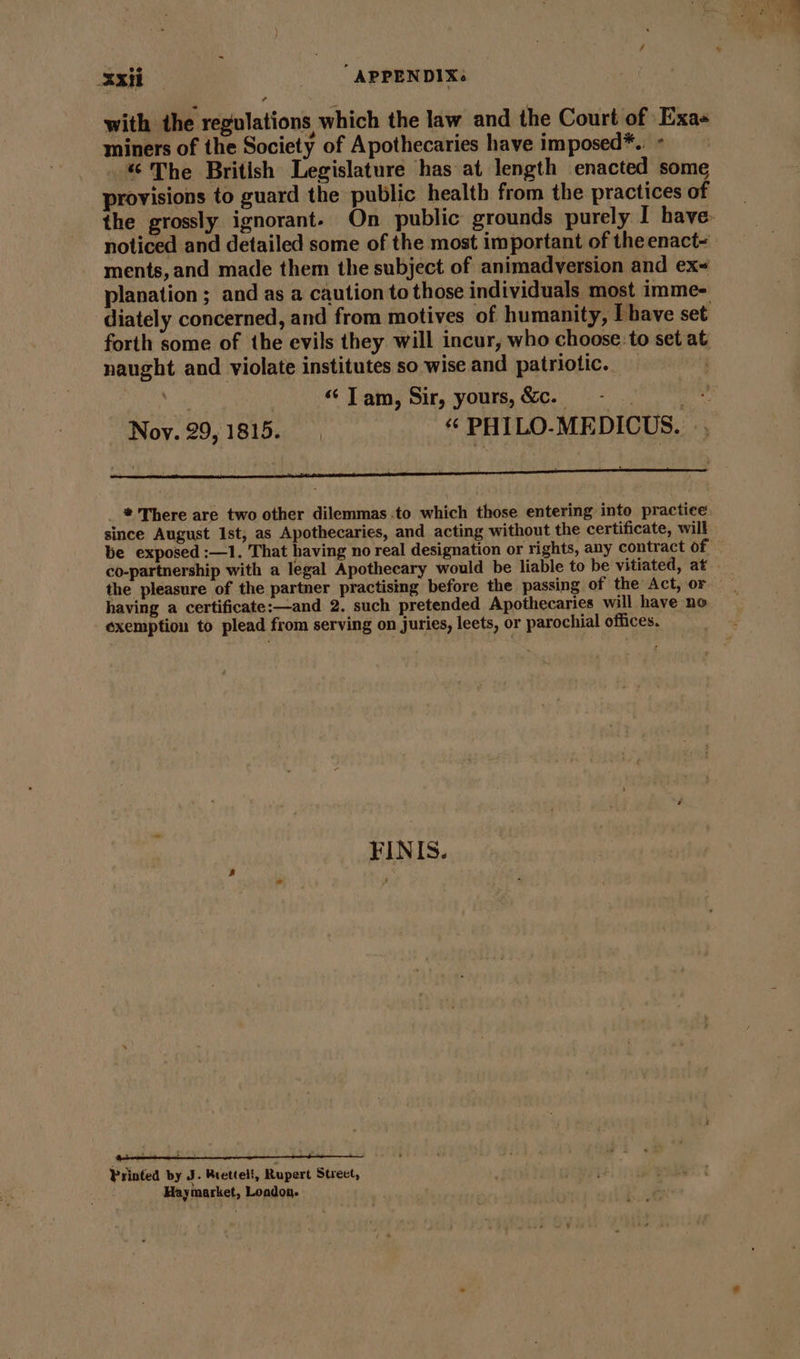 xxii APPENDIX.
with the regulations which the law and the Court of Exa-
miners of the Society of Apothecaries have imposed*.
“ The British Legislature has at length enacted some
provisions to guard the public health from the practices of
the grossly ignorant. On public grounds purely I have
noticed and detailed some of the most important of the enact-
ments, and made them the subject of animadversion and ex-
planation ; and as a caution to those individuals most imme-
diately concerned, and from motives of humanity, I have set
forth some of the evils they will incur, who choose to set at
naught and violate institutes so wise and patriotic.
“ I am, Sir, yours, &c.
Nov. 29, 1815. “ PHILO-MEDICUS.
* There are two other dilemmas to which those entering into practice
since August 1st, as Apothecaries, and acting without the certificate, will
be exposed :—1. That having no real designation or rights, any contract of
co-partnership with a legal Apothecary would be liable to be vitiated, at
the pleasure of the partner practising before the passing of the Act, or
having a certificate:—and 2. such pretended Apothecaries will have no
exemption to plead from serving on juries, leets, or parochial offices.
FINIS.
Printed by J. Brettell, Rupert Street,
Haymarket, London.